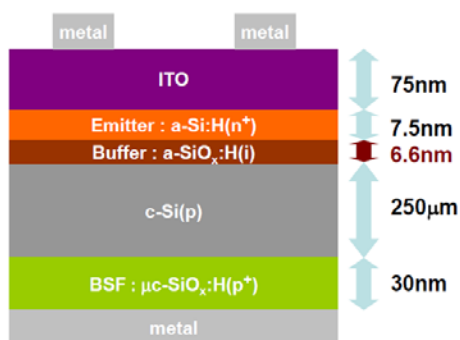 metal metal
ITO 75nm
Emitter : a-Si:H(n⁺) 7.5nm
Buffer : a-SiOₓ:H(i) 6.6nm
c-Si(p) 250μm
BSF : μc-SiOₓ:H(p⁺) 30nm
metal